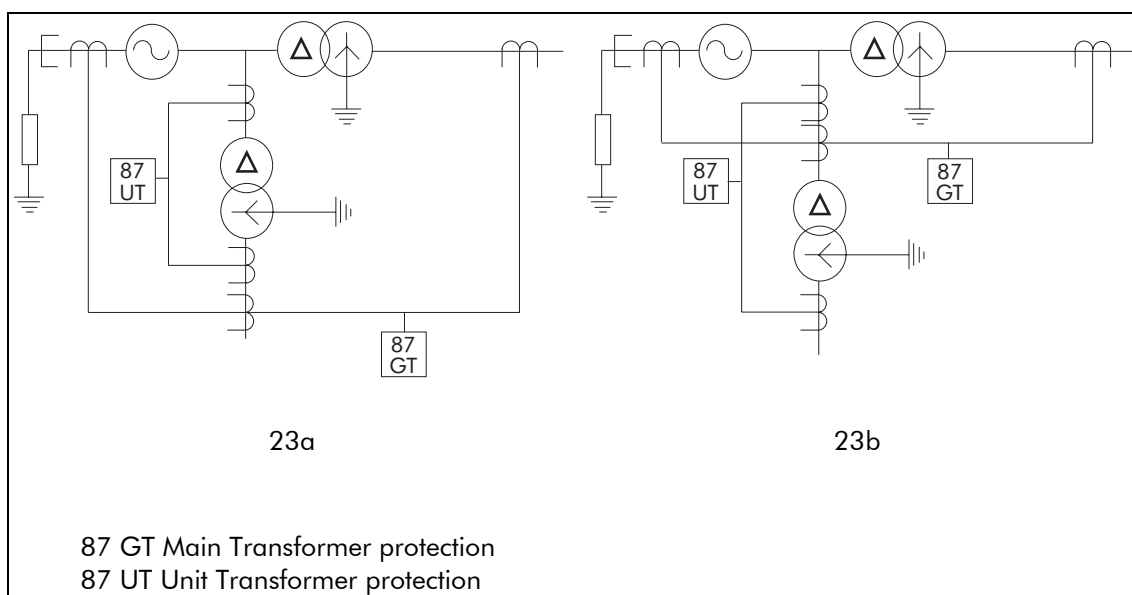 87
UT
87
GT
23a
87
UT
87
GT
23b
87 GT Main Transformer protection
87 UT Unit Transformer protection